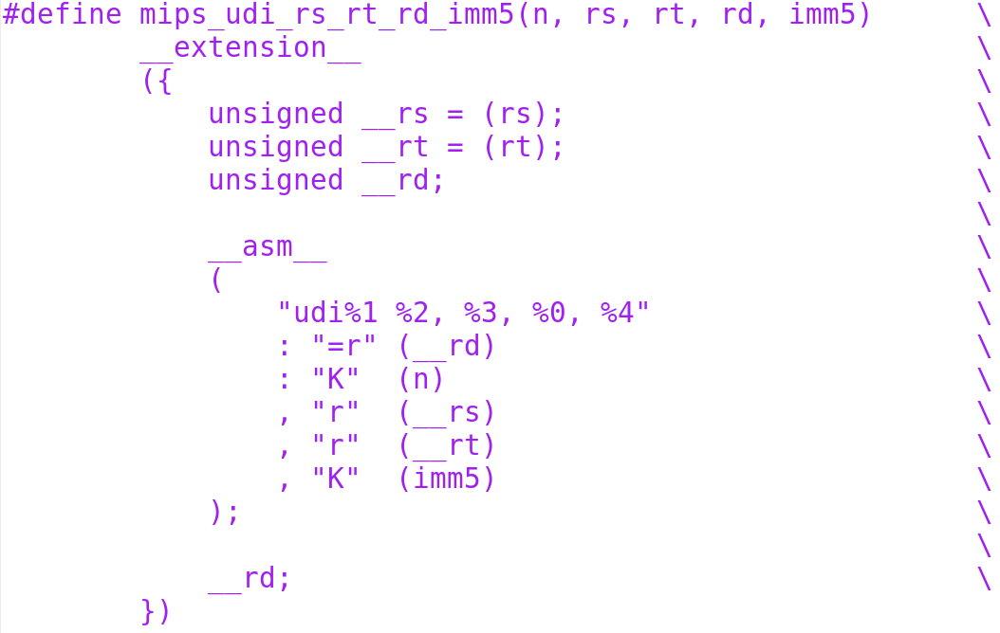 #define mips_udi_rs_rt_rd_imm5(n, rs, rt, rd, imm5)      \
        __extension__                                    \
        ({                                               \
            unsigned __rs = (rs);                        \
            unsigned __rt = (rt);                        \
            unsigned __rd;                               \
                                                         \
            __asm__                                      \
            (                                            \
                "udi%1 %2, %3, %0, %4"                   \
                : "=r" (__rd)                            \
                : "K"  (n)                               \
                , "r"  (__rs)                            \
                , "r"  (__rt)                            \
                , "K"  (imm5)                            \
            );                                           \
                                                         \
            __rd;                                        \
        })